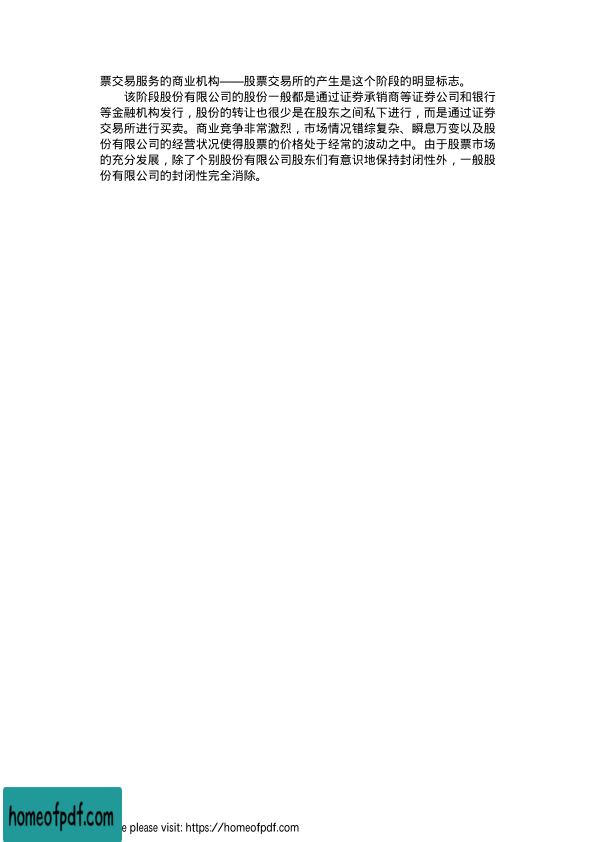 票交易服务的商业机构——股票交易所的产生是这个阶段的明显标志。
该阶段股份有限公司的股份一般都是通过证券承销商等证券公司和银行
等金融机构发行，股份的转让也很少是在股东之间私下进行，而是通过证券
交易所进行买卖。商业竞争非常激烈，市场情况错综复杂、瞬息万变以及股
份有限公司的经营状况使得股票的价格处于经常的波动之中。由于股票市场
的充分发展，除了个别股份有限公司股东们有意识地保持封闭性外，一般股
份有限公司的封闭性完全消除。
homeofpdf.com
please visit: https://homeofpdf.com